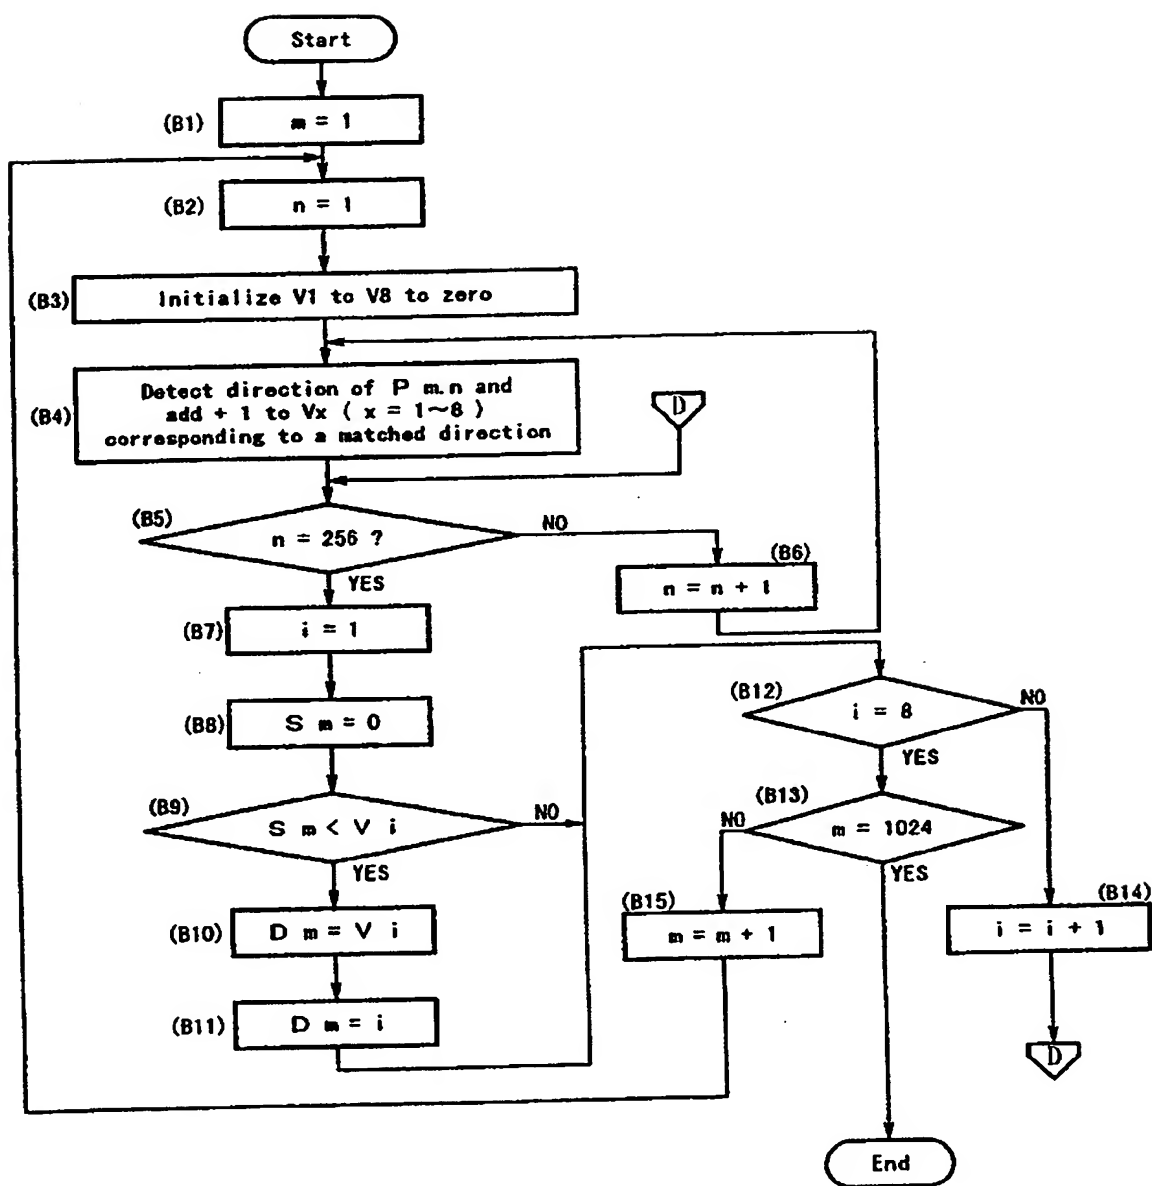 Start
(B1)
m = 1
(B2)
n = 1
(B3)
Initialize V1 to V8 to zero
(B4)
Detect direction of P m.n and
add + 1 to Vx ( x = 1~8 )
corresponding to a matched direction
D
(B5)
n = 256 ?
NO
YES
(B6)
n = n + 1
(B7)
i = 1
(B8)
S m = 0
(B9)
S m < V i
NO
YES
(B10)
D m = V i
(B11)
D m = i
(B12)
i = 8
NO
YES
(B13)
m = 1024
NO
YES
(B15)
m = m + 1
(B14)
i = i + 1
D
End